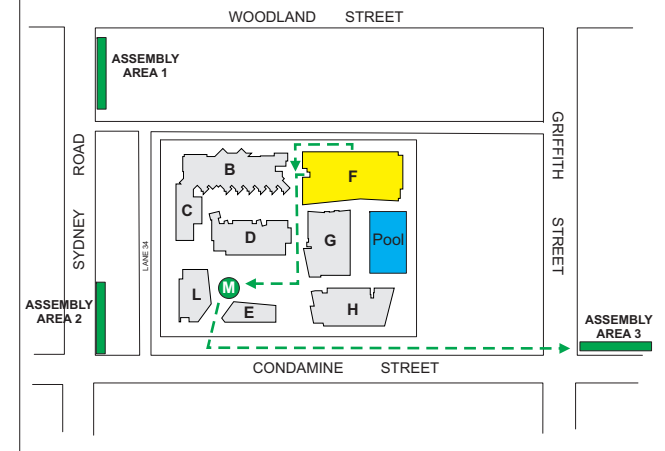 WOODLAND STREET
ASSEMBLY
AREA 1
SYDNEY ROAD
GRIFFITH STREET
LANE 34
B
F
C
D
G
Pool
L
M
E
H
ASSEMBLY
AREA 2
ASSEMBLY
AREA 3
CONDAMINE STREET